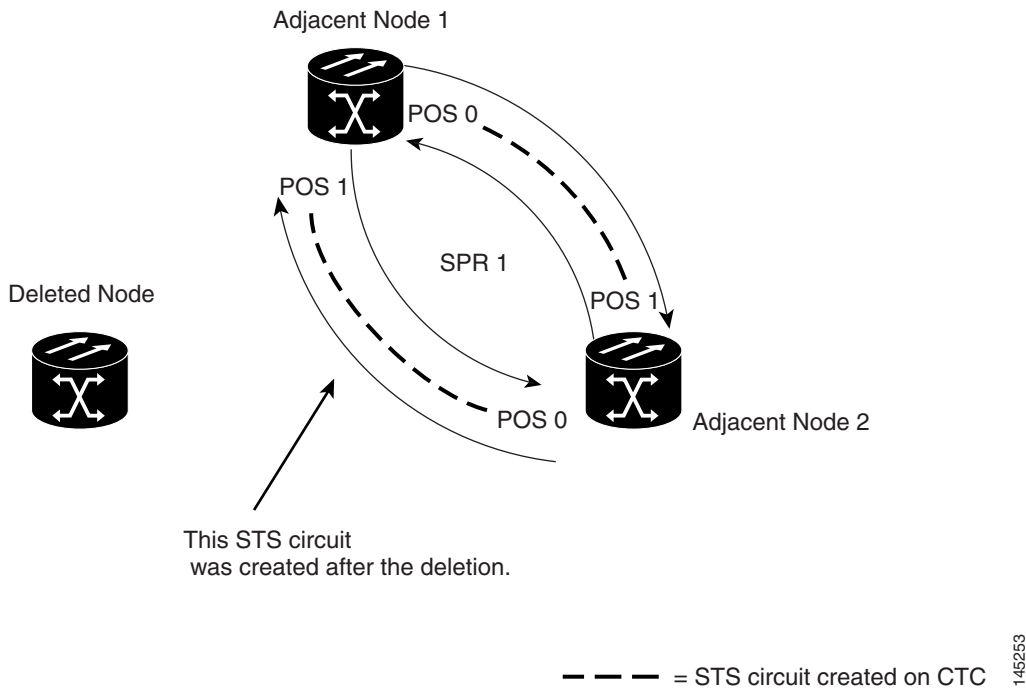 Adjacent Node 1
POS 0
POS 1
SPR 1
Deleted Node
POS 1
POS 0
Adjacent Node 2
This STS circuit
was created after the deletion.
= STS circuit created on CTC
145253